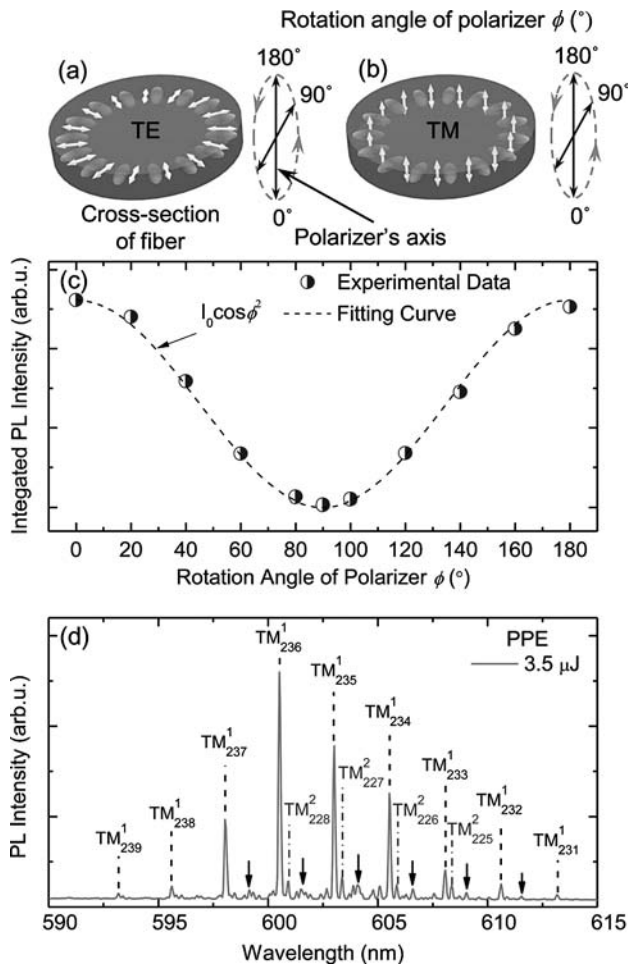 Rotation angle of polarizer ϕ (°)
(a)
180°
90°
0°
TE
Cross-section
of fiber
(b)
180°
90°
0°
TM
Polarizer's axis
(c)
Integated PL Intensity (arb.u.)
I₀cosϕ²
Experimental Data
Fitting Curve
0 20 40 60 80 100 120 140 160 180
Rotation Angle of Polarizer ϕ (°)
(d)
PL Intensity (arb.u.)
PPE
3.5 μJ
TM¹₂₃₉
TM¹₂₃₈
TM¹₂₃₇
TM¹₂₃₆
TM¹₂₃₅
TM¹₂₃₄
TM¹₂₃₃
TM¹₂₃₂
TM¹₂₃₁
TM²₂₂₈
TM²₂₂₇
TM²₂₂₆
TM²₂₂₅
590 595 600 605 610 615
Wavelength (nm)